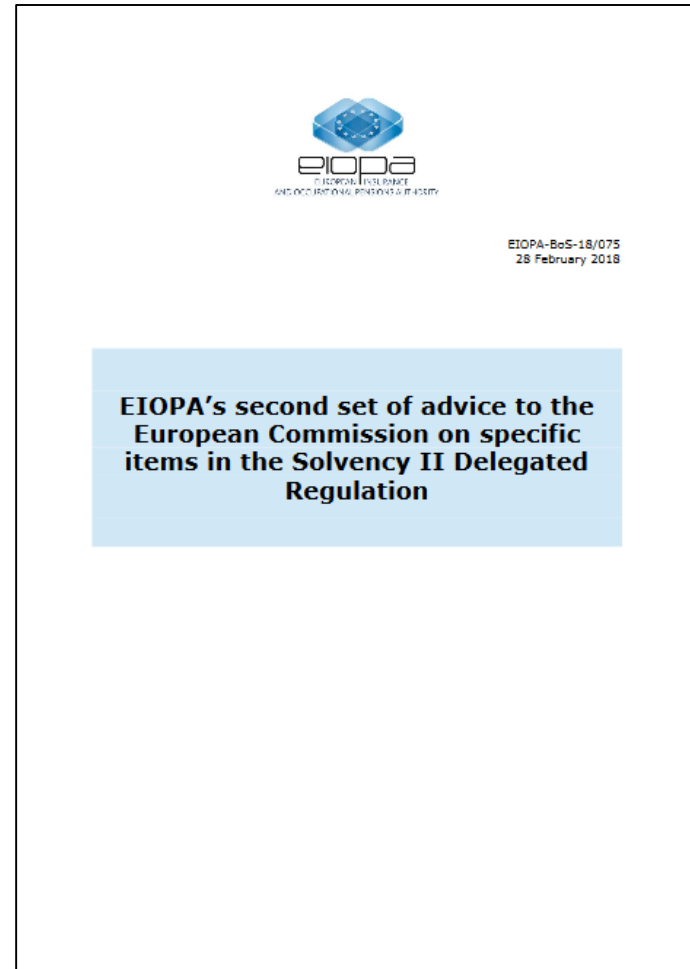 eiopa
EUROPEAN INSURANCE
AND OCCUPATIONAL PENSIONS AUTHORITY
EIOPA-BoS-18/075
28 February 2018
EIOPA’s second set of advice to the
European Commission on specific
items in the Solvency II Delegated
Regulation